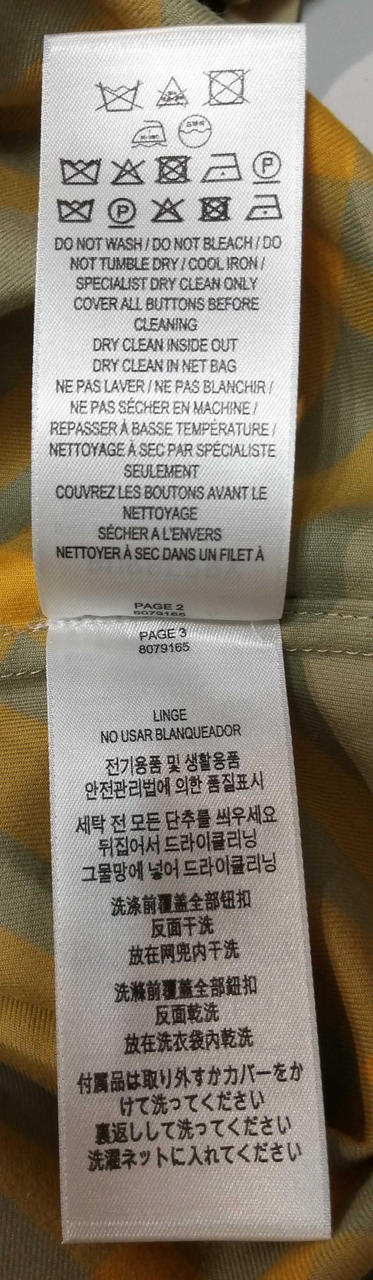 P
P
DO NOT WASH / DO NOT BLEACH / DO
NOT TUMBLE DRY / COOL IRON /
SPECIALIST DRY CLEAN ONLY
COVER ALL BUTTONS BEFORE
CLEANING
DRY CLEAN INSIDE OUT
DRY CLEAN IN NET BAG
NE PAS LAVER / NE PAS BLANCHIR /
NE PAS SÉCHER EN MACHINE /
REPASSER À BASSE TEMPÉRATURE /
NETTOYAGE À SEC PAR SPÉCIALISTE
SEULEMENT
COUVREZ LES BOUTONS AVANT LE
NETTOYAGE
SÉCHER A L'ENVERS
NETTOYER À SEC DANS UN FILET À
PAGE 2
8079165
PAGE 3
8079165
LINGE
NO USAR BLANQUEADOR
전기용품 및 생활용품
안전관리법에 의한 품질표시
세탁 전 모든 단추를 씌우세요
뒤집어서 드라이클리닝
그물망에 넣어 드라이클리닝
洗涤前覆盖全部钮扣
反面干洗
放在网兜内干洗
洗滌前覆蓋全部鈕扣
反面乾洗
放在洗衣袋內乾洗
付属品は取り外すかカバーをか
けて洗ってください
裏返しして洗ってください
洗濯ネットに入れてください